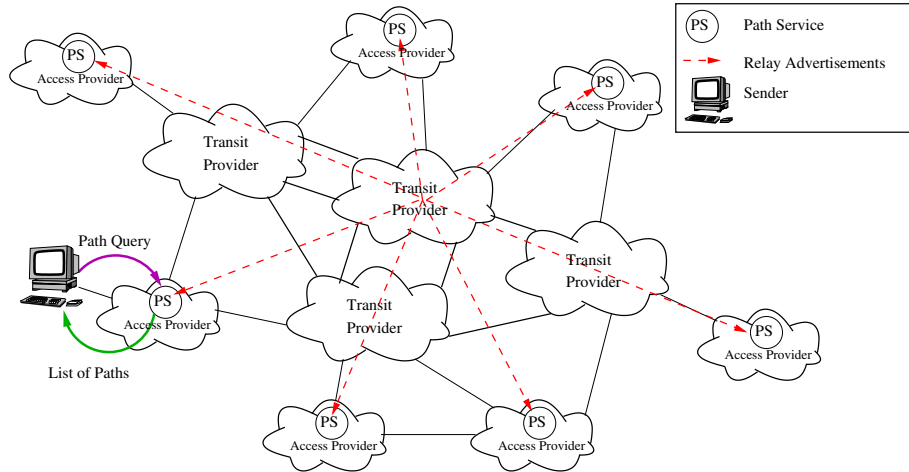 PS
Access Provider
PS
Access Provider
PS
Access Provider
PS
Path Service
Relay Advertisements
Sender
Transit
Provider
Transit
Provider
Transit
Provider
Transit
Provider
Path Query
PS
Access Provider
List of Paths
PS
Access Provider
PS
Access Provider
PS
Access Provider